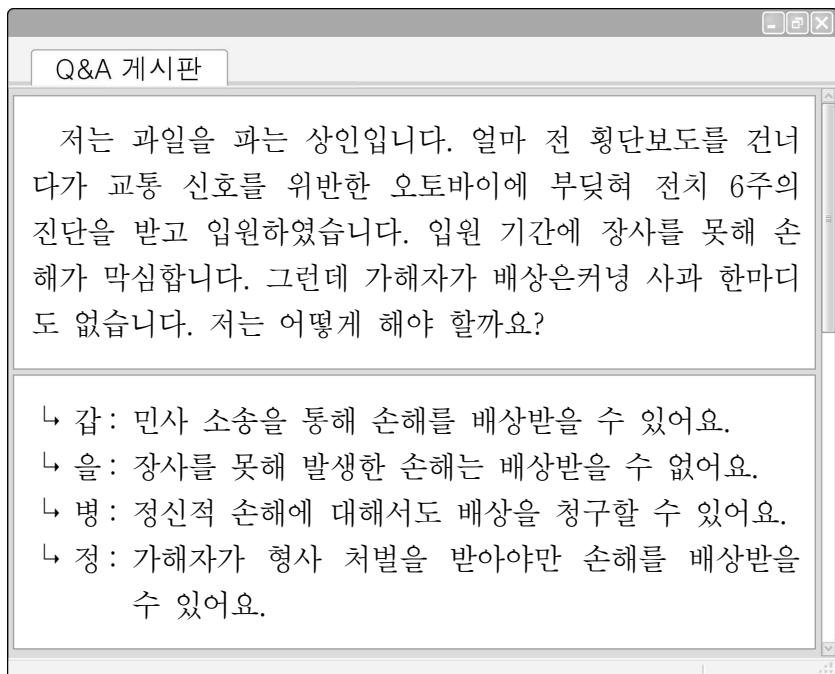 Q&A 게시판
저는 과일을 파는 상인입니다. 얼마 전 횡단보도를 건너
다가 교통 신호를 위반한 오토바이에 부딪혀 전치 6주의
진단을 받고 입원하였습니다. 입원 기간에 장사를 못해 손
해가 막심합니다. 그런데 가해자가 배상은커녕 사과 한마디
도 없습니다. 저는 어떻게 해야 할까요?
↳ 갑 : 민사 소송을 통해 손해를 배상받을 수 있어요.
↳ 을 : 장사를 못해 발생한 손해는 배상받을 수 없어요.
↳ 병 : 정신적 손해에 대해서도 배상을 청구할 수 있어요.
↳ 정 : 가해자가 형사 처벌을 받아야만 손해를 배상받을
수 있어요.